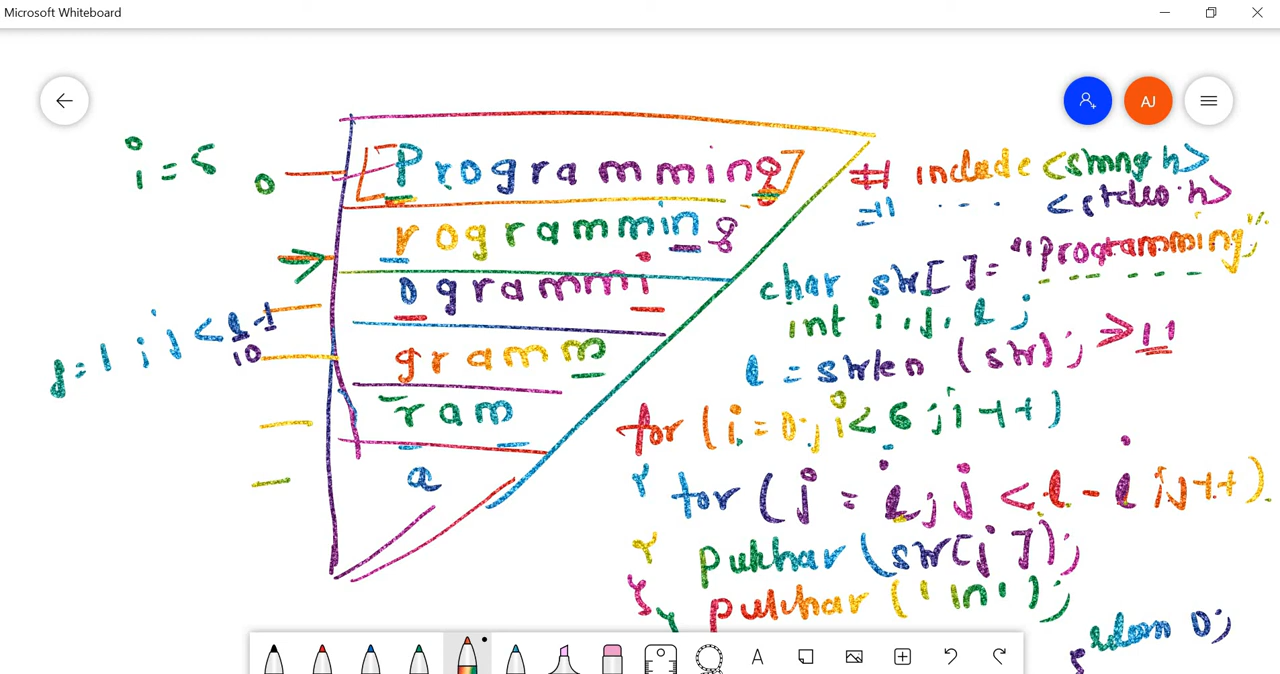 Microsoft Whiteboard
AJ
i = <
0 [Programming]
rogramming
ogrammi
gramm
ram
a
j = 1 ; j < l-1
10
# include <string h>
=11 .... <stdio.h>
char str[ ] = "Programming"
int i , j , l ;
l = strlen (str) ; ⇒ 11
for (i = 0 ; i < 6 ; i++)
{ for (j = i ; j < l - i ; j++)
{ putchar (str[j]) ;
} putchar ('\n') ;
}
return 0 ;
}
A